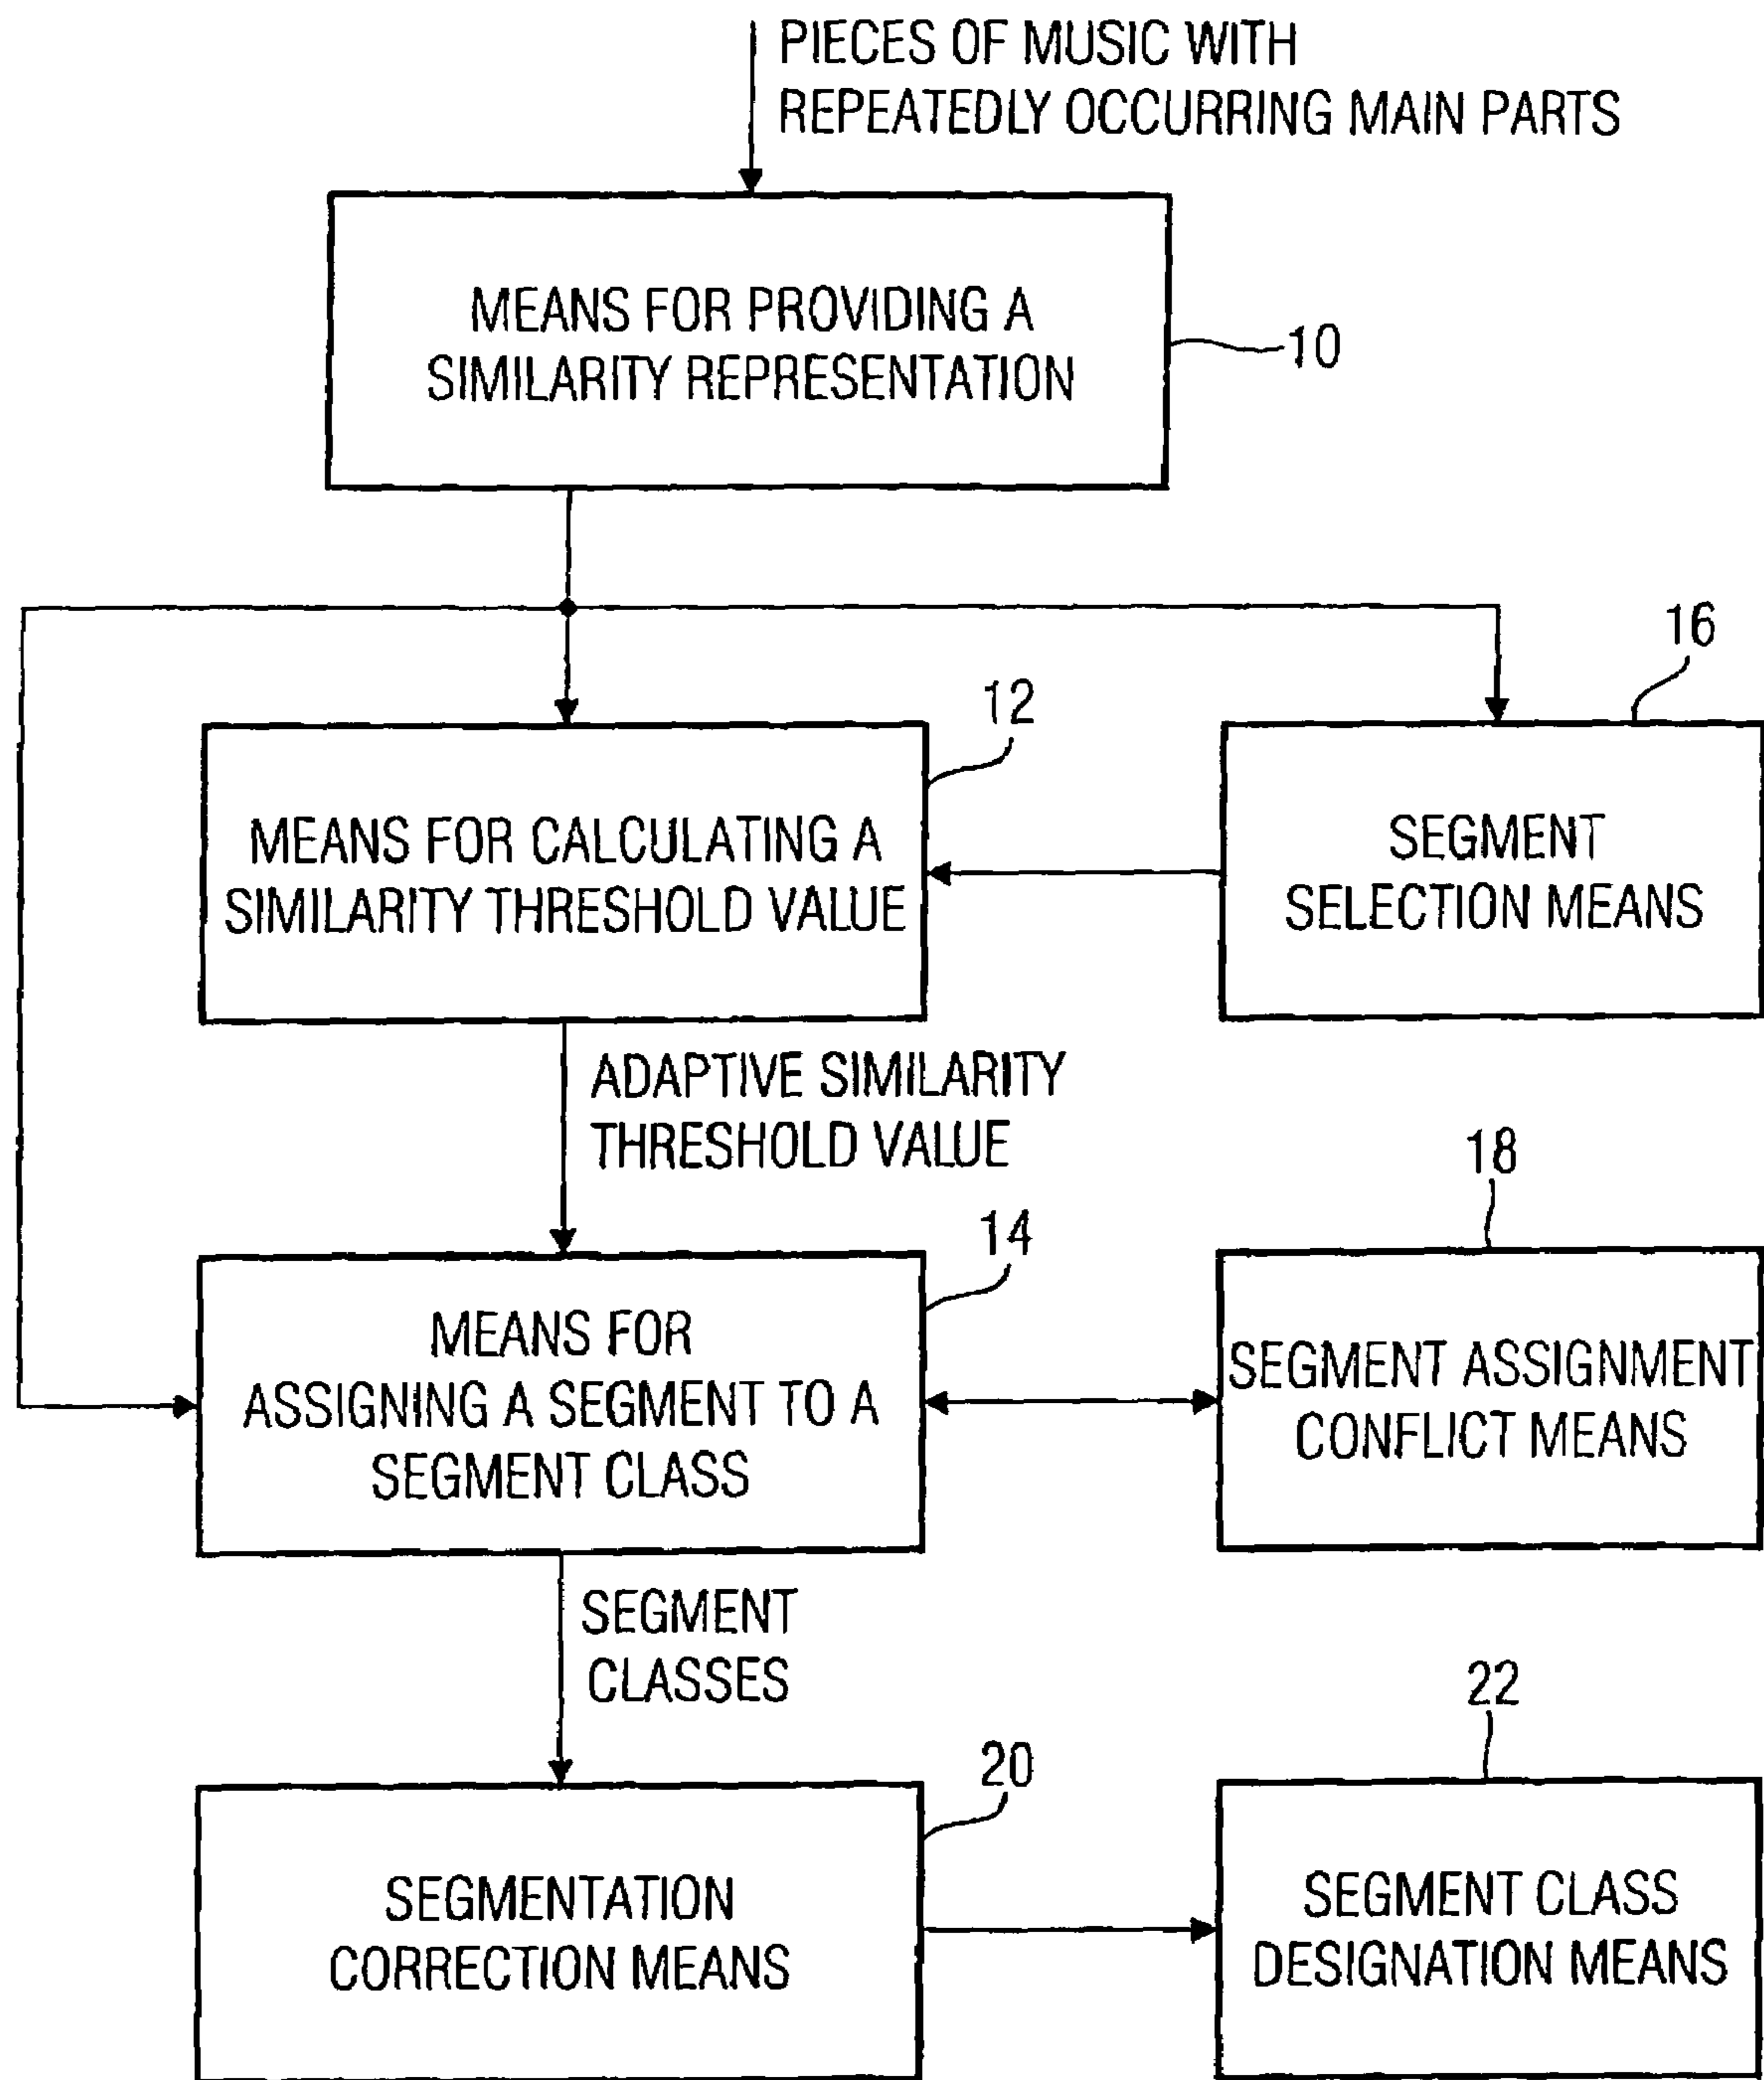 PIECES OF MUSIC WITH
REPEATEDLY OCCURRING MAIN PARTS
MEANS FOR PROVIDING A
SIMILARITY REPRESENTATION
10
16
12
MEANS FOR CALCULATING A
SIMILARITY THRESHOLD VALUE
SEGMENT
SELECTION MEANS
ADAPTIVE SIMILARITY
THRESHOLD VALUE
18
14
MEANS FOR
ASSIGNING A SEGMENT TO A
SEGMENT CLASS
SEGMENT ASSIGNMENT
CONFLICT MEANS
SEGMENT
CLASSES
22
20
SEGMENTATION
CORRECTION MEANS
SEGMENT CLASS
DESIGNATION MEANS